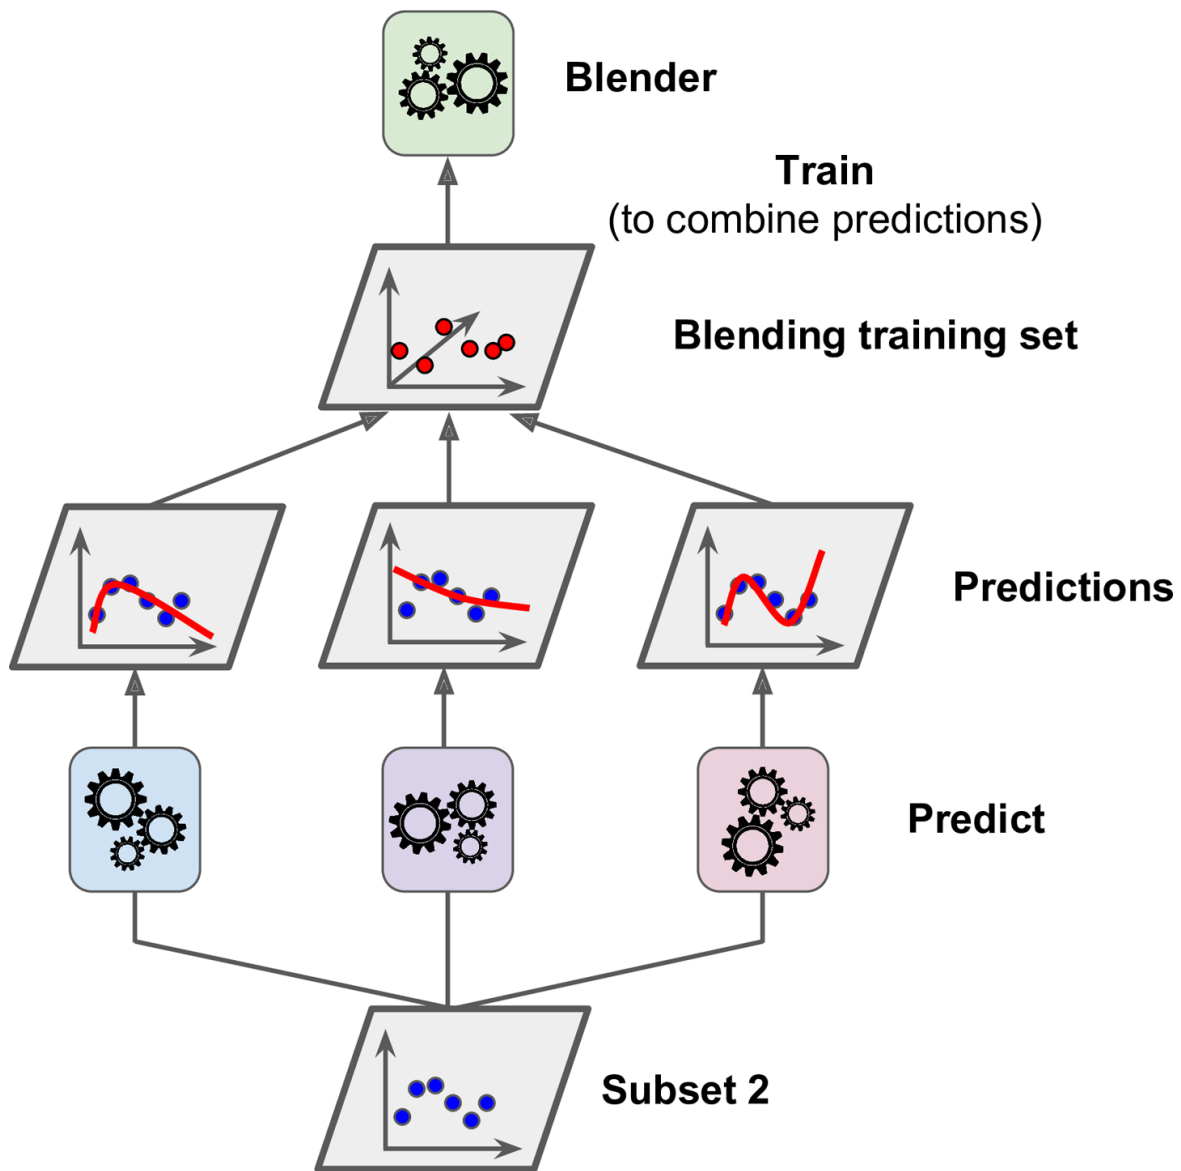 Blender
Train
(to combine predictions)
Blending training set
Predictions
Predict
Subset 2